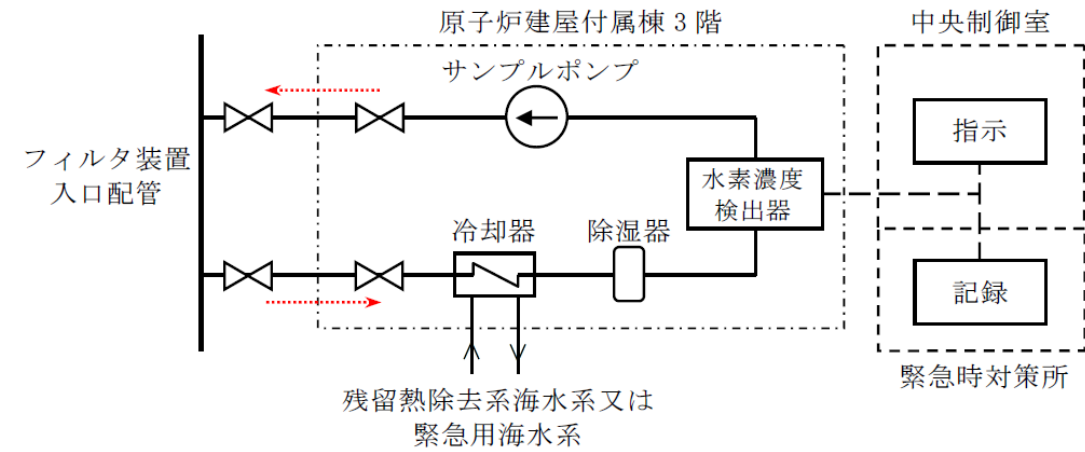 原子炉建屋付属棟3階
中央制御室
サンプルポンプ
指示
フィルタ装置
入口配管
水素濃度
検出器
冷却器
除湿器
記録
緊急時対策所
残留熱除去系海水系又は
緊急用海水系